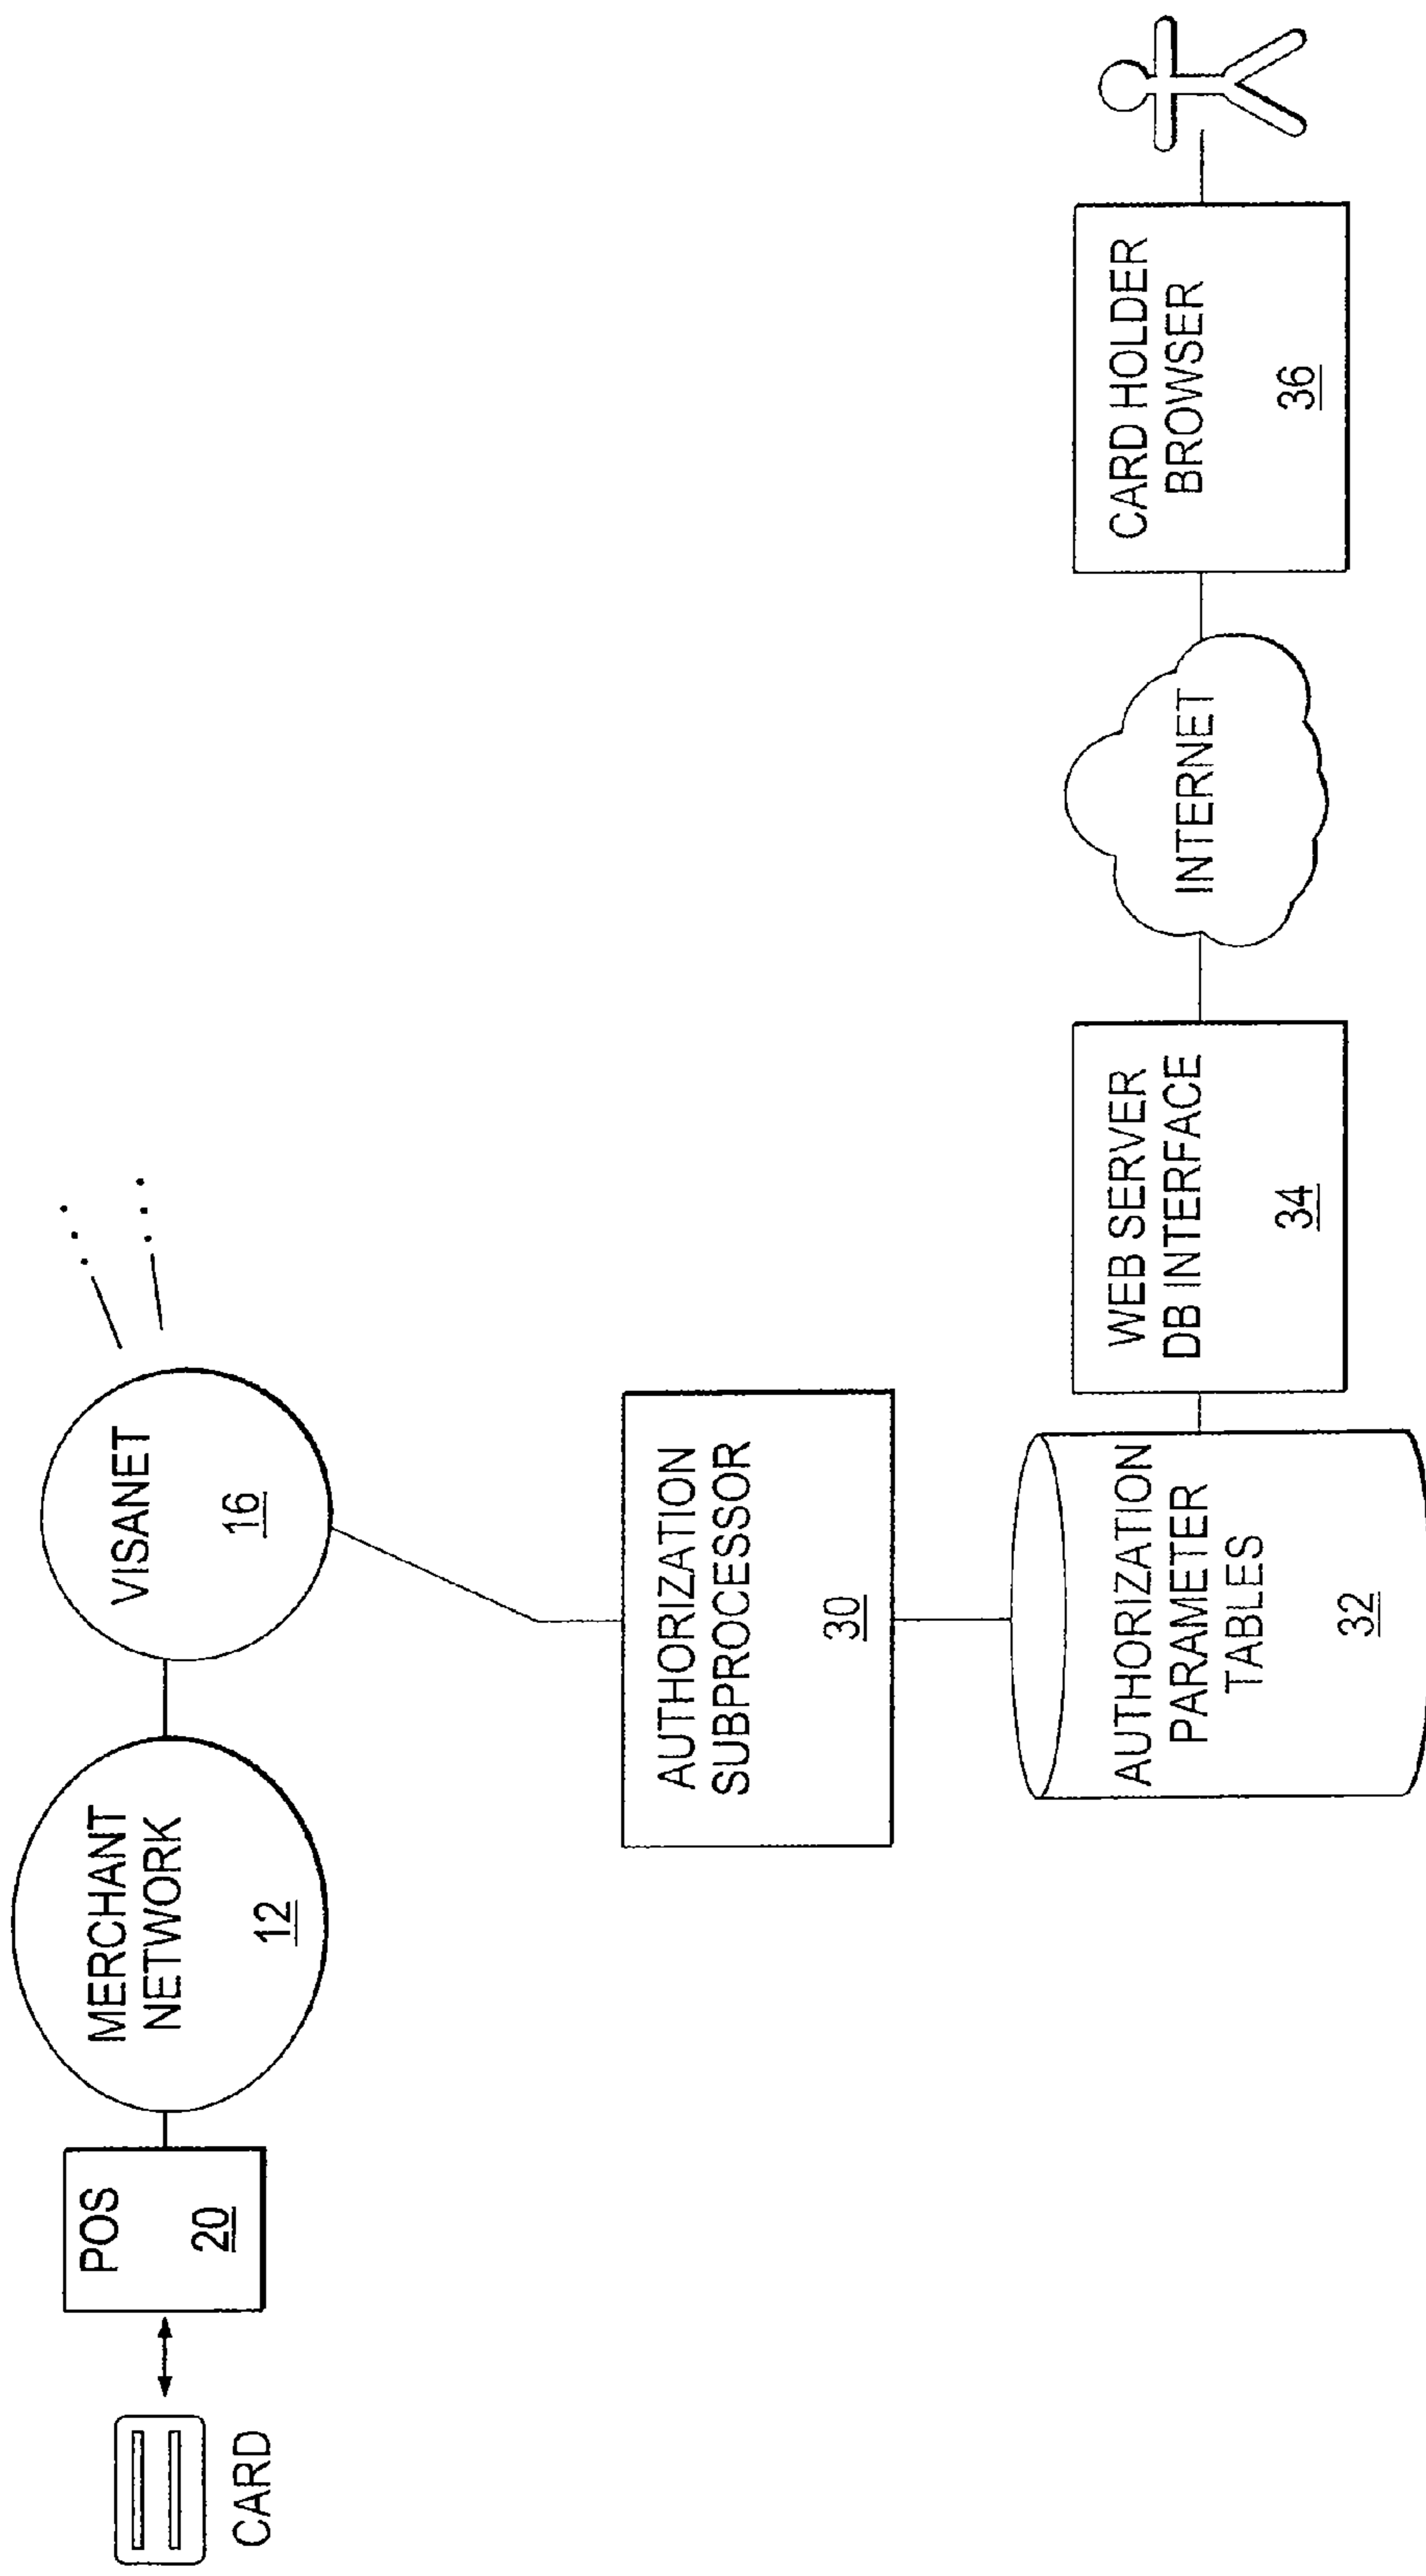 CARD
POS
20
MERCHANT
NETWORK
12
VISANET
16
AUTHORIZATION
SUBPROCESSOR
30
AUTHORIZATION
PARAMETER
TABLES
32
WEB SERVER
DB INTERFACE
34
INTERNET
CARD HOLDER
BROWSER
36